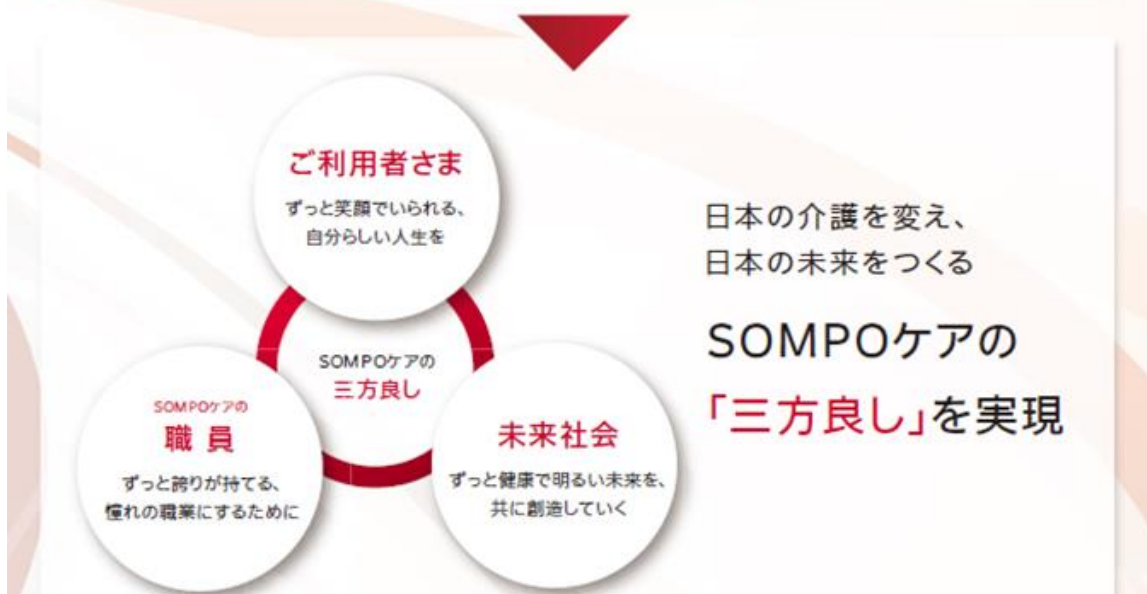 ご利用者さま
ずっと笑顔でいられる、
自分らしい人生を
SOMPOケアの
三方良し
SOMPOケアの
職員
ずっと誇りが持てる、
憧れの職業にするために
未来社会
ずっと健康で明るい未来を、
共に創造していく
日本の介護を変え、
日本の未来をつくる
SOMPOケアの
「三方良し」を実現